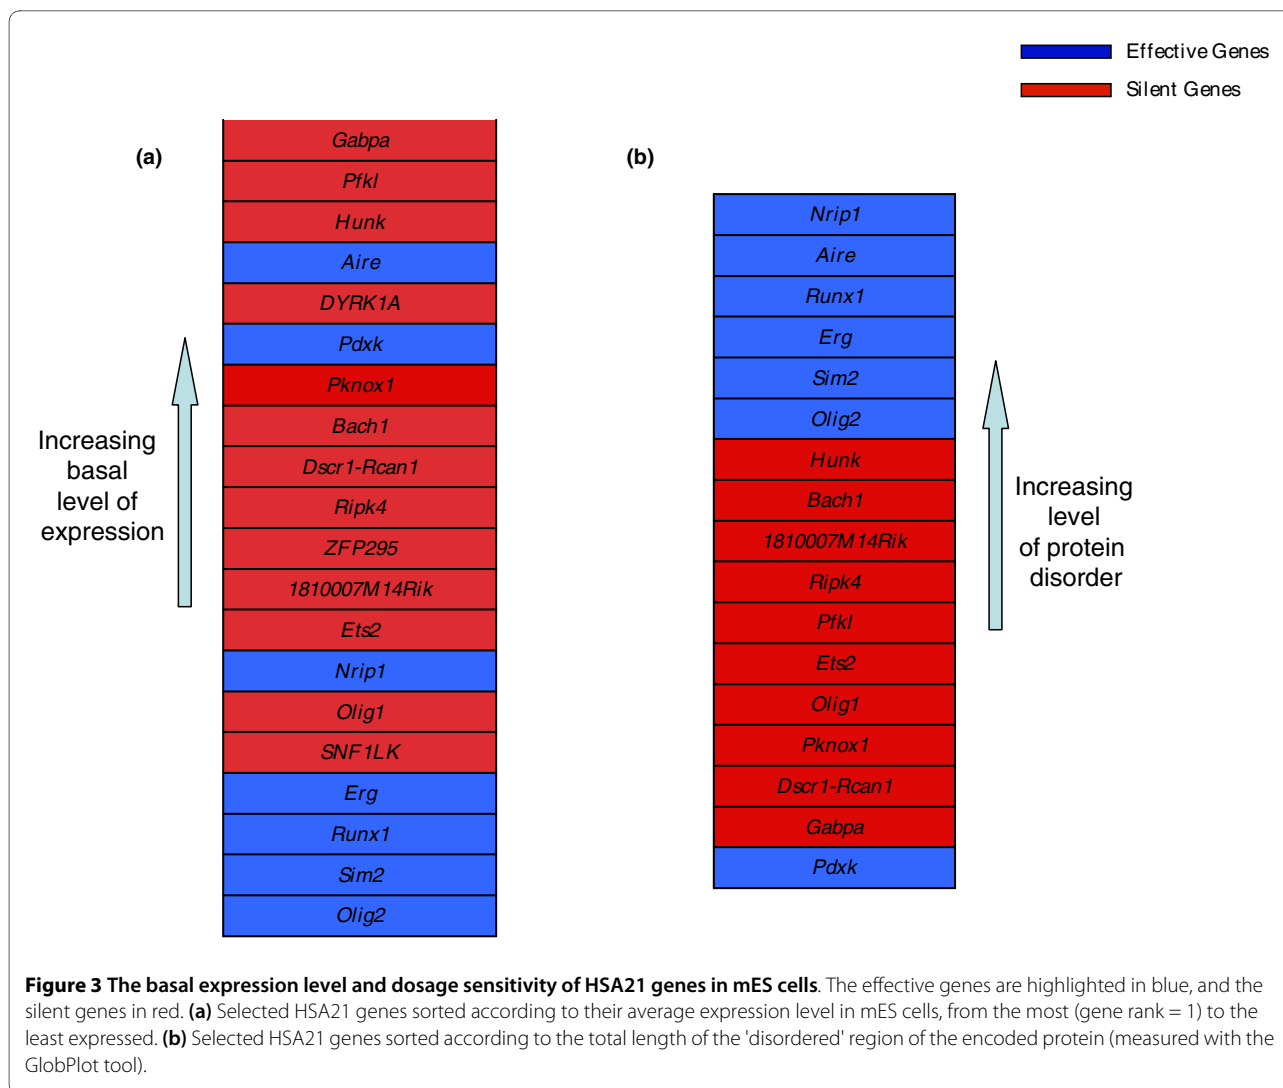 Effective Genes
Silent Genes
(a)
Gabpa
Pfkl
Hunk
Aire
DYRK1A
Pdxk
Pknox1
Bach1
Dscr1-Rcan1
Ripk4
ZFP295
1810007M14Rik
Ets2
Nrip1
Olig1
SNF1LK
Erg
Runx1
Sim2
Olig2
Increasing
basal
level of
expression
(b)
Nrip1
Aire
Runx1
Erg
Sim2
Olig2
Hunk
Bach1
1810007M14Rik
Ripk4
Pfkl
Ets2
Olig1
Pknox1
Dscr1-Rcan1
Gabpa
Pdxk
Increasing
level
of protein
disorder
Figure 3 The basal expression level and dosage sensitivity of HSA21 genes in mES cells. The effective genes are highlighted in blue, and the
silent genes in red. (a) Selected HSA21 genes sorted according to their average expression level in mES cells, from the most (gene rank = 1) to the
least expressed. (b) Selected HSA21 genes sorted according to the total length of the 'disordered' region of the encoded protein (measured with the
GlobPlot tool).